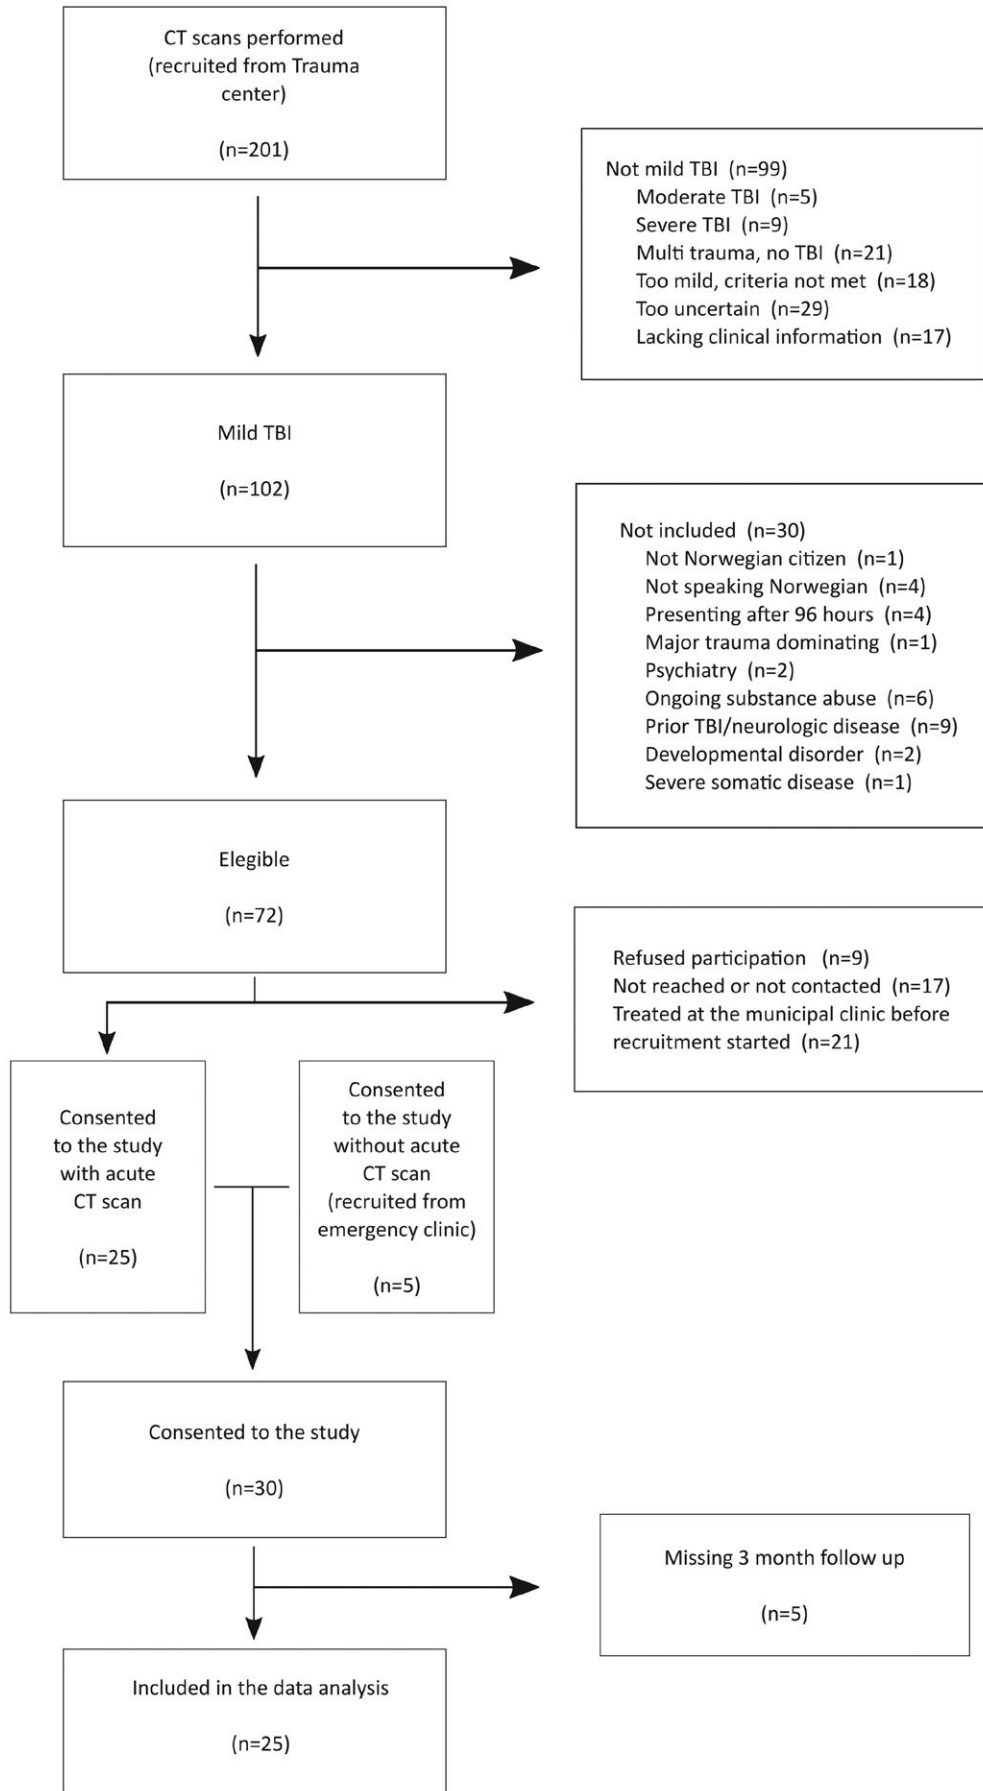 CT scans performed
(recruited from Trauma
center)
(n=201)
Not mild TBI (n=99)
Moderate TBI (n=5)
Severe TBI (n=9)
Multi trauma, no TBI (n=21)
Too mild, criteria not met (n=18)
Too uncertain (n=29)
Lacking clinical information (n=17)
Mild TBI
(n=102)
Not included (n=30)
Not Norwegian citizen (n=1)
Not speaking Norwegian (n=4)
Presenting after 96 hours (n=4)
Major trauma dominating (n=1)
Psychiatry (n=2)
Ongoing substance abuse (n=6)
Prior TBI/neurologic disease (n=9)
Developmental disorder (n=2)
Severe somatic disease (n=1)
Elegible
(n=72)
Refused participation (n=9)
Not reached or not contacted (n=17)
Treated at the municipal clinic before
recruitment started (n=21)
Consented
to the study
with acute
CT scan
(n=25)
Consented
to the study
without acute
CT scan
(recruited from
emergency clinic)
(n=5)
Consented to the study
(n=30)
Missing 3 month follow up
(n=5)
Included in the data analysis
(n=25)